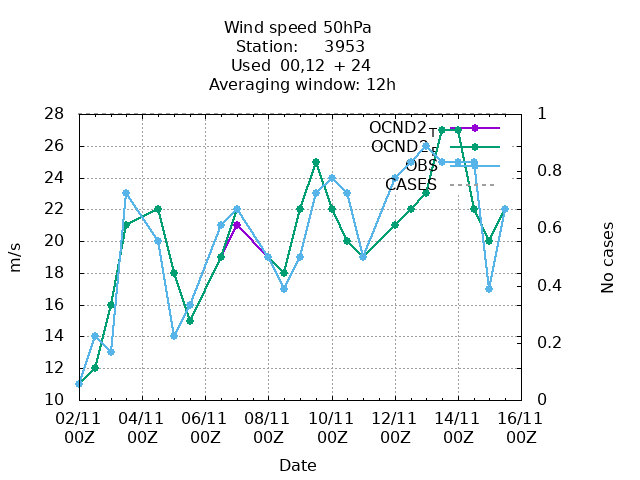 Wind speed 50hPa
Station: 3953
Used 00,12 + 24
Averaging window: 12h
28 1
OCND2_T
26
OCND2_
OBS
24 0.8
CASES
22
0.6
20
m/s
No cases
18
0.4
16
14
0.2
12
10 0
02/11 04/11 06/11 08/11 10/11 12/11 14/11 16/11
00Z 00Z 00Z 00Z 00Z 00Z 00Z 00Z
Date